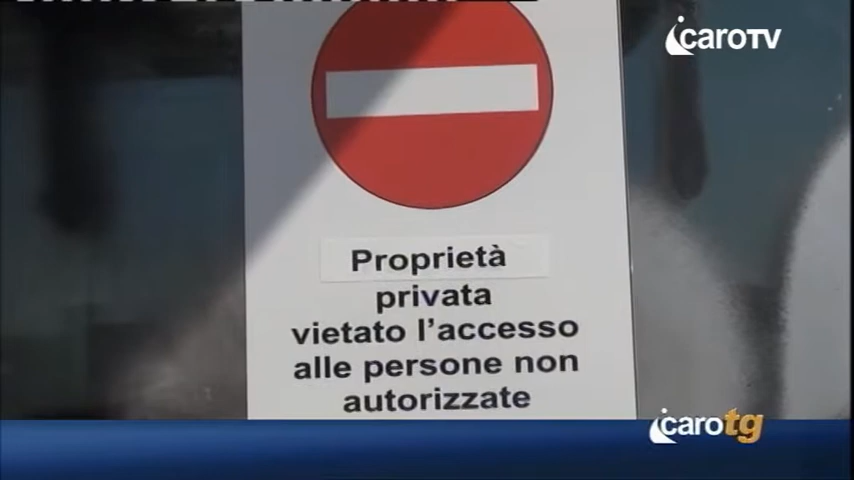 icaroTV
Proprietà
privata
vietato l'accesso
alle persone non
autorizzate
icarotg